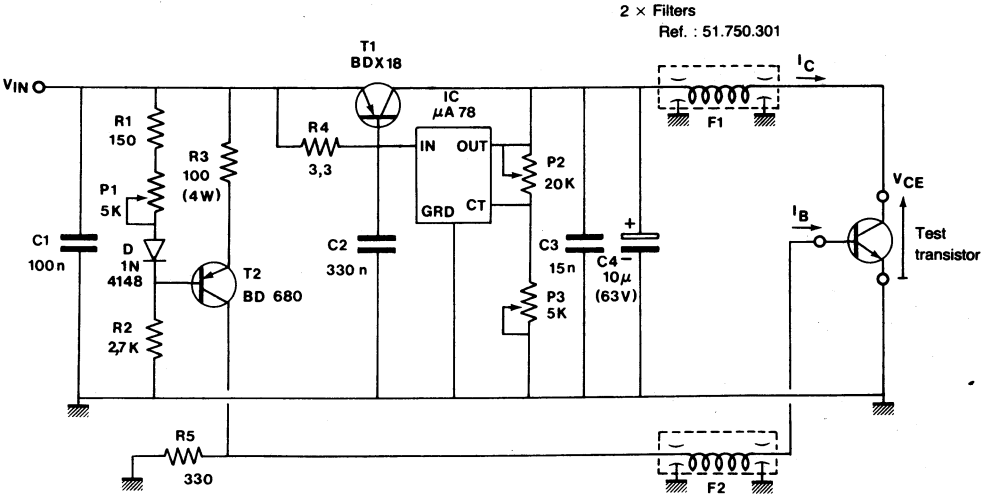 2 × Filters
Ref. : 51.750.301
T1
BDX18
IC
VIN
IC
μA 78
F1
R1
150
R4
3,3
R3
100
(4W)
IN OUT
P2
20K
P1
5K
GRD CT
VCE
IB
C1
100n
D
1N
4148
C2
330n
C3
15n
+
−
C4
10μ
(63V)
Test
transistor
T2
BD 680
P3
5K
R2
2,7K
R5
330
F2